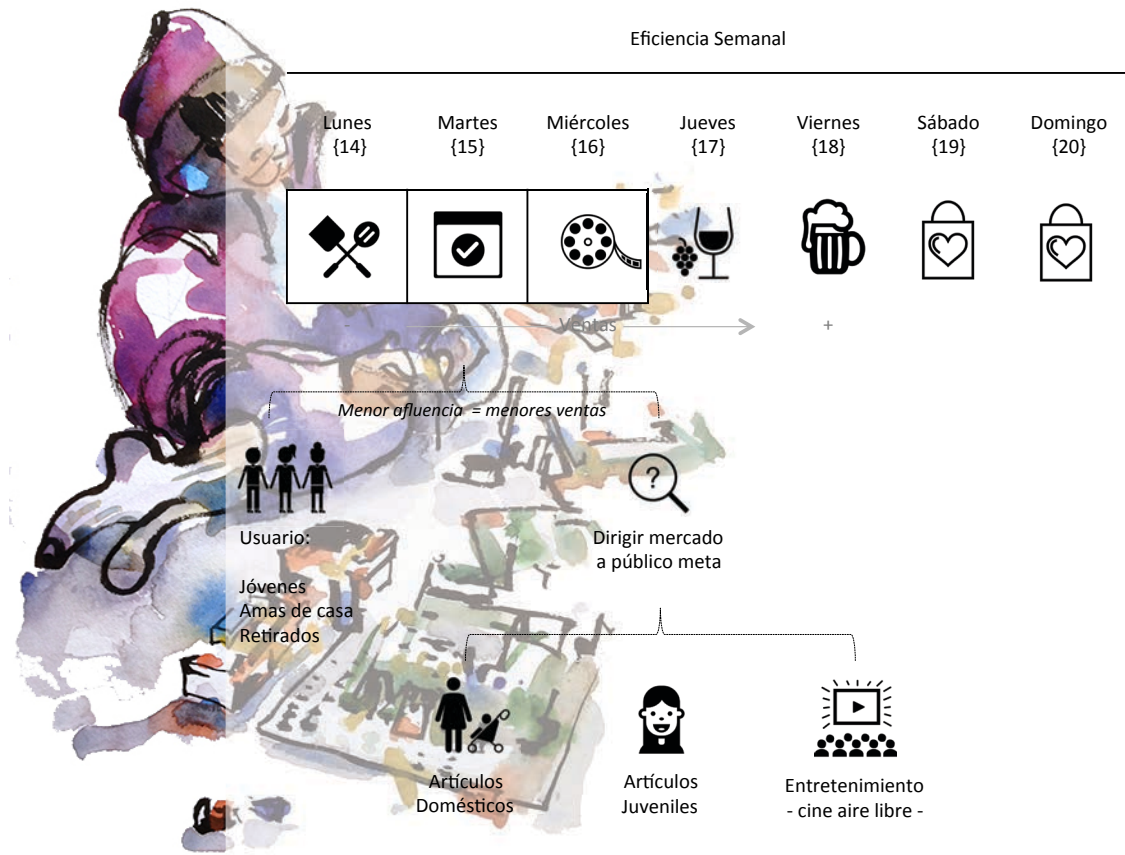 Eficiencia Semanal
Lunes
{14}
Martes
{15}
Miércoles
{16}
Jueves
{17}
Viernes
{18}
Sábado
{19}
Domingo
{20}
- Ventas +
Menor afluencia = menores ventas
?
Usuario:
Jóvenes
Amas de casa
Retirados
Dirigir mercado
a público meta
Artículos
Domésticos
Artículos
Juveniles
Entretenimiento
- cine aire libre -